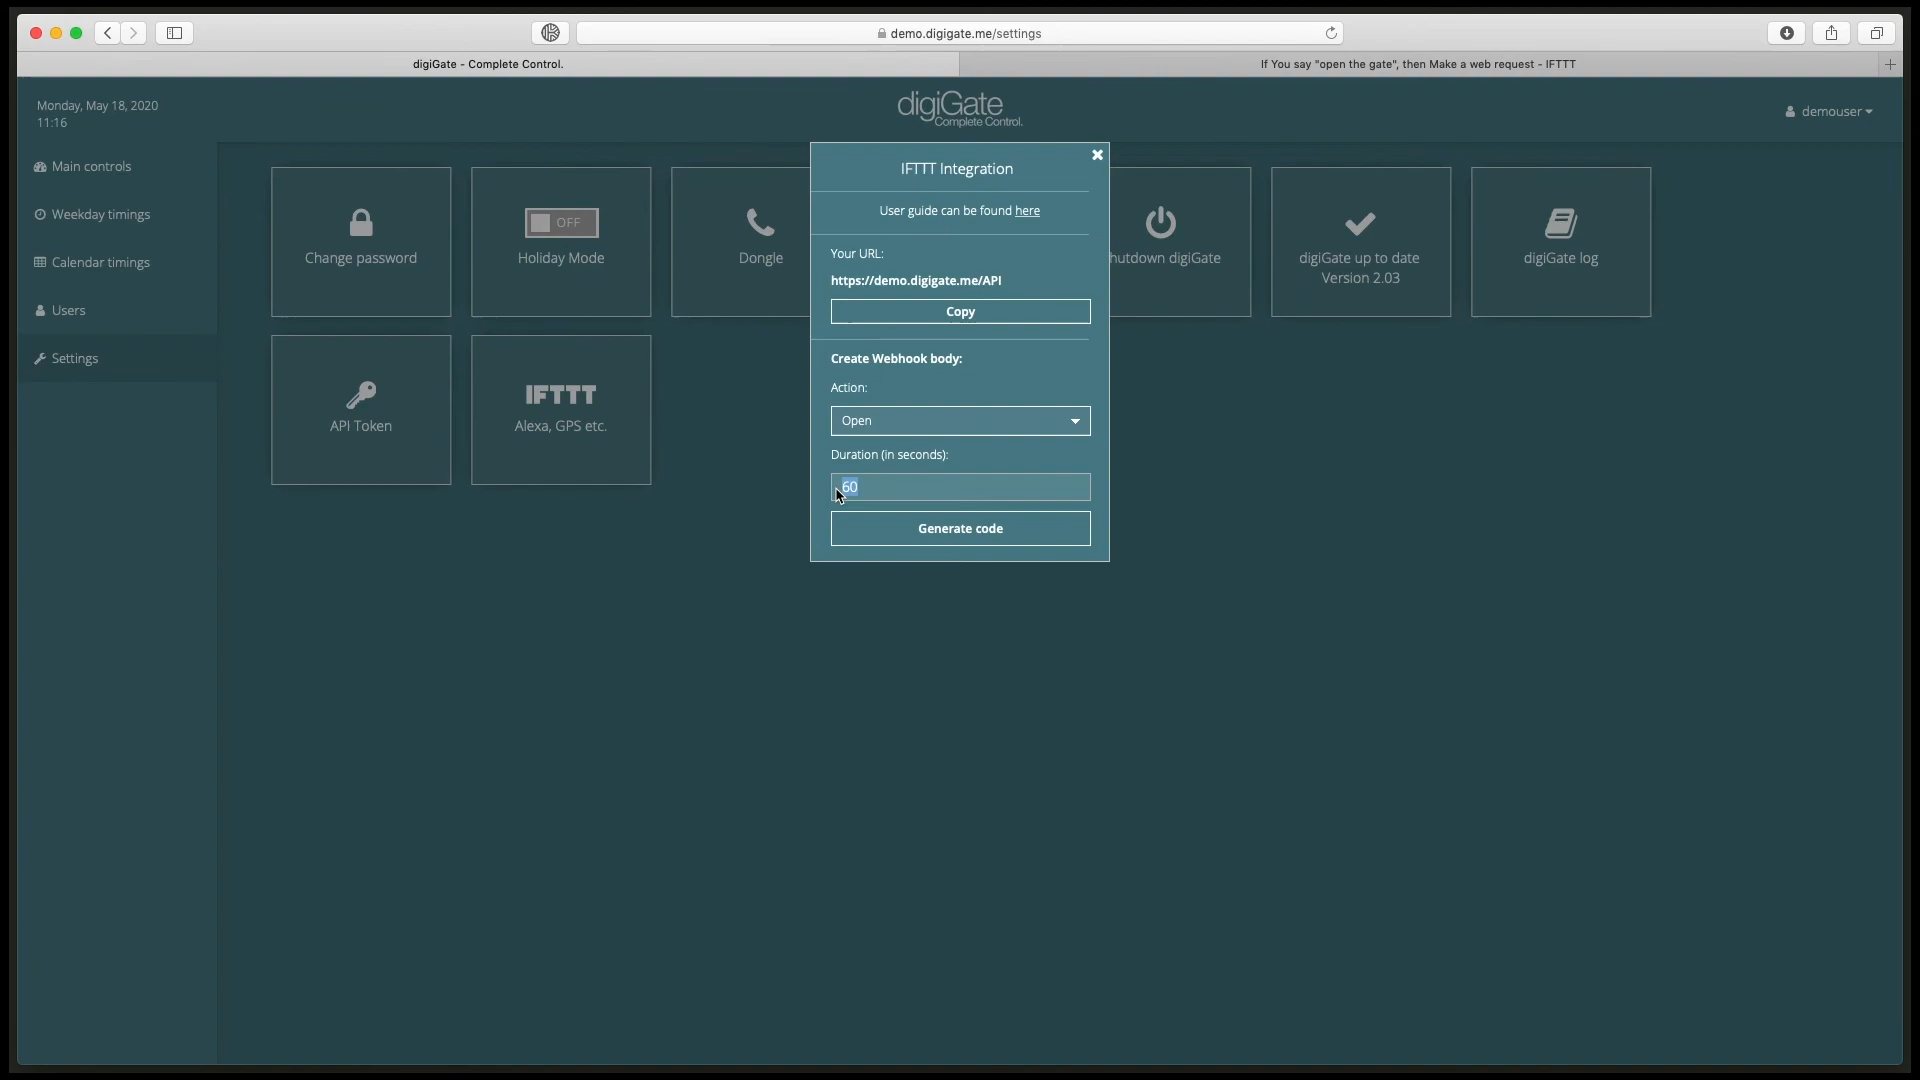 demo.digigate.me/settings
digiGate - Complete Control.
If You say "open the gate", then Make a web request - IFTTT
Monday, May 18, 2020
11:16
digiGate
Complete Control.
demouser
Main controls
Weekday timings
Calendar timings
Users
Settings
Change password
OFF
Holiday Mode
Dongle
hutdown digiGate
digiGate up to date
Version 2.03
digiGate log
API Token
IFTTT
Alexa, GPS etc.
IFTTT Integration
User guide can be found here
Your URL:
https://demo.digigate.me/API
Copy
Create Webhook body:
Action:
Open
Duration (in seconds):
60
Generate code